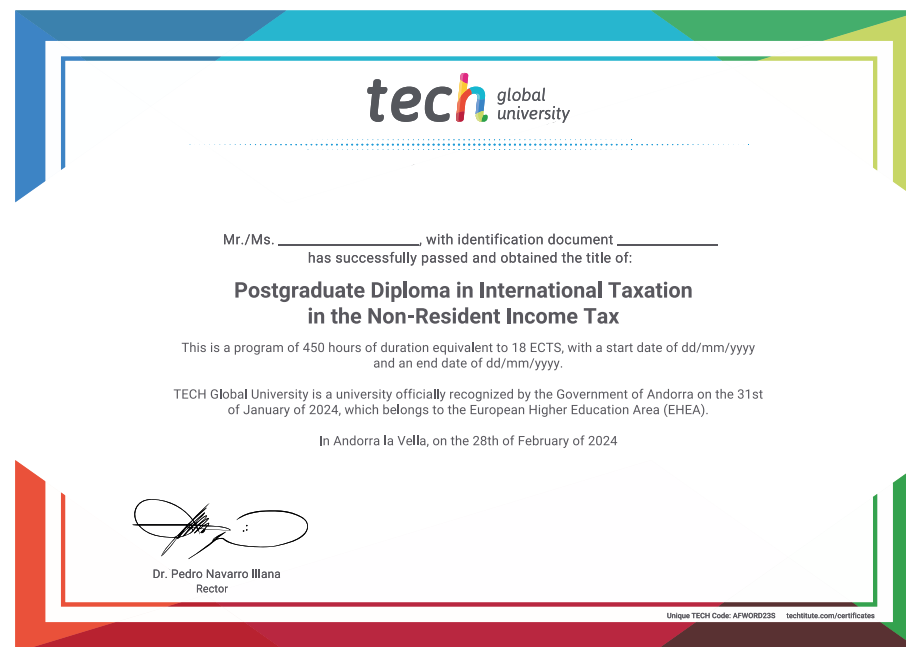 tech global
university
Mr./Ms. ____________________, with identification document ______________
has successfully passed and obtained the title of:
Postgraduate Diploma in International Taxation
in the Non-Resident Income Tax
This is a program of 450 hours of duration equivalent to 18 ECTS, with a start date of dd/mm/yyyy
and an end date of dd/mm/yyyy.
TECH Global University is a university officially recognized by the Government of Andorra on the 31st
of January of 2024, which belongs to the European Higher Education Area (EHEA).
In Andorra la Vella, on the 28th of February of 2024
Dr. Pedro Navarro Illana
Rector
Unique TECH Code: AFWORD23S techtitute.com/certificates